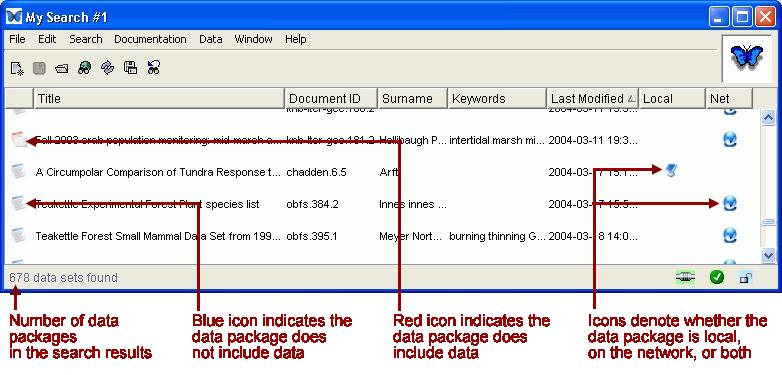 My Search #1
File Edit Search Documentation Data Window Help
Title Document ID Surname Keywords Last Modified Local Net
Fall 2003 crab population monitoring: mid-marsh a... knb-lter-gce.181.2 Hollibaugh P... intertidal marsh mi... 2004-03-11 19:3...
A Circumpolar Comparison of Tundra Response t... chadden.6.5 Arft 2004-03-17 15:1...
Teakettle Experimental Forest Plant species list obfs.384.2 Innes innes ... 2004-03-17 15:5...
Teakettle Forest Small Mammal Data Set from 199... obfs.395.1 Meyer Nort... burning thinning G... 2004-03-18 14:0...
678 data sets found
Number of data
packages
in the search results
Blue icon indicates the
data package does
not include data
Red icon indicates the
data package does
include data
Icons denote whether the
data package is local,
on the network, or both